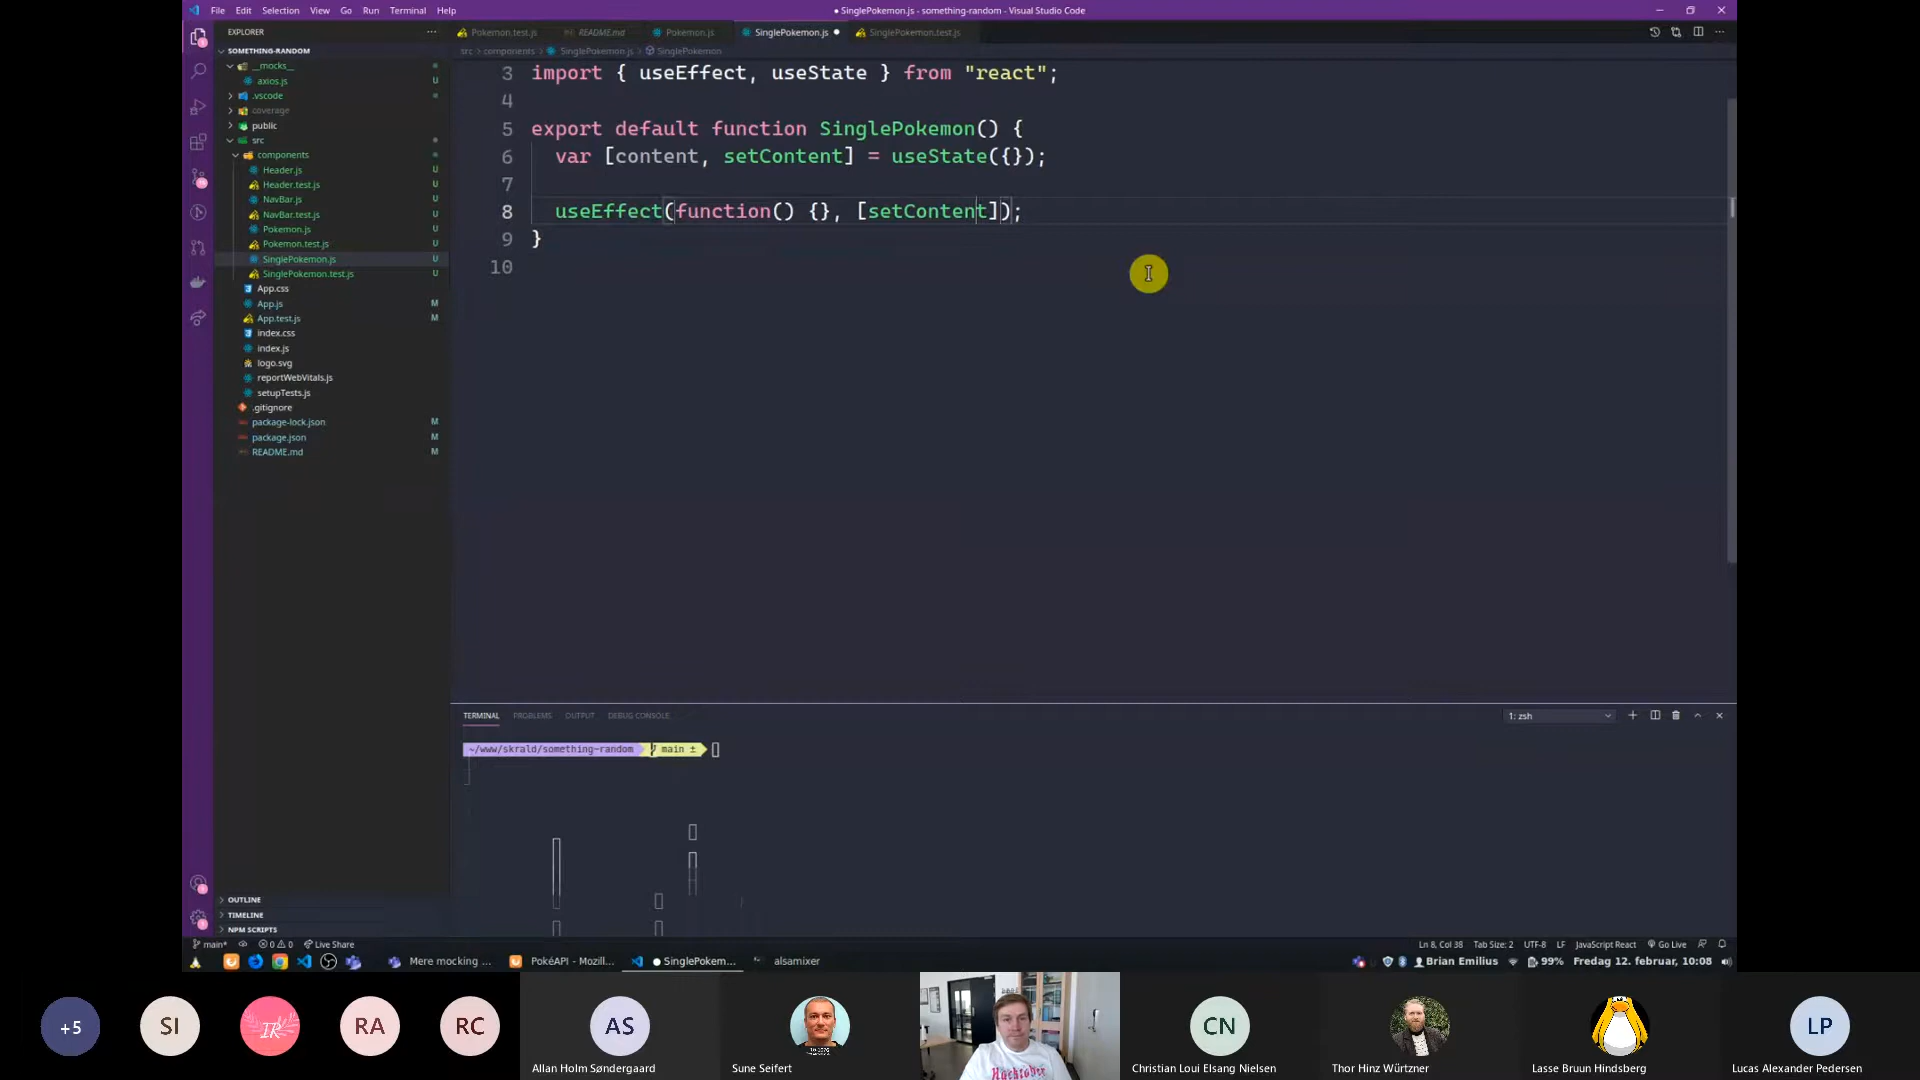 File Edit Selection View Go Run Terminal Help
● SinglePokemon.js - something-random - Visual Studio Code
EXPLORER
SOMETHING-RANDOM
__mocks__
axios.js U
.vscode
coverage
public
src
components
Header.js U
Header.test.js U
NavBar.js U
NavBar.test.js U
Pokemon.js U
Pokemon.test.js U
SinglePokemon.js U
SinglePokemon.test.js U
App.css
App.js M
App.test.js M
index.css
index.js
logo.svg
reportWebVitals.js
setupTests.js
.gitignore
package-lock.json M
package.json M
README.md M
OUTLINE
TIMELINE
NPM SCRIPTS
Pokemon.test.js README.md Pokemon.js SinglePokemon.js ● SinglePokemon.test.js
src > components > SinglePokemon.js > SinglePokemon
3 import { useEffect, useState } from "react";
4
5 export default function SinglePokemon() {
6 var [content, setContent] = useState({});
7
8 useEffect(function() {}, [setContent]);
9 }
10
TERMINAL PROBLEMS OUTPUT DEBUG CONSOLE
1: zsh
~/www/skrald/something-random main ±
main* 0 0 Live Share
Ln 8, Col 38 Tab Size: 2 UTF-8 LF JavaScript React Go Live
Mere mocking ... PokéAPI - Mozill... ● SinglePokem... alsamixer
Brian Emilius 99% Fredag 12. februar, 10:08
+5 SI RA RC AS CN LP
Allan Holm Søndergaard
Sune Seifert
Hacktober
Christian Loui Elsang Nielsen
Thor Hinz Würtzner
Lasse Bruun Hindsberg
Lucas Alexander Pedersen